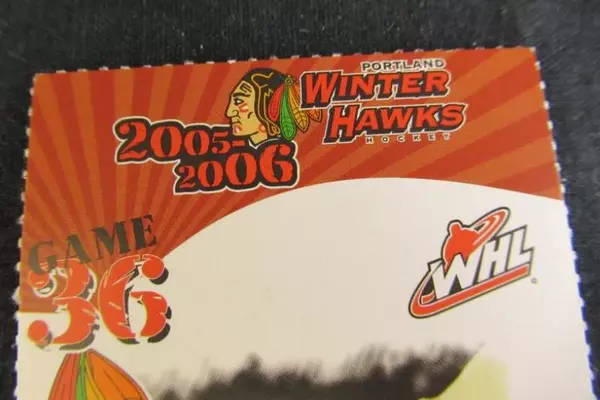 PORTLAND
WINTER
HAWKS
HOCKEY
2005-
2006
GAME
36
WHL